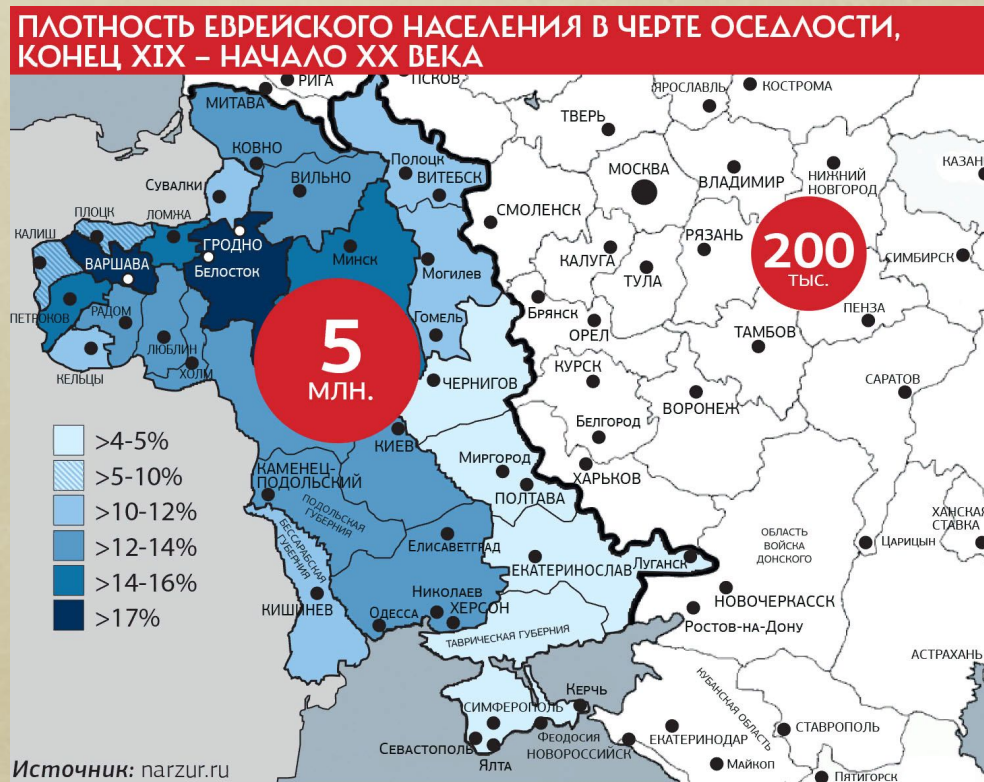 ПЛОТНОСТЬ ЕВРЕЙСКОГО НАСЕЛЕНИЯ В ЧЕРТЕ ОСЕДЛОСТИ,
КОНЕЦ XIX – НАЧАЛО XX ВЕКА
РИГА
ПСКОВ
ЯРОСЛАВЛЬ
КОСТРОМА
МИТАВА
ТВЕРЬ
КОВНО
Полоцк
МОСКВА
КАЗАНЬ
Сувалки
ВИЛЬНО
ВИТЕБСК
ВЛАДИМИР
НИЖНИЙ
НОВГОРОД
ПЛОЦК
ЛОМЖА
СМОЛЕНСК
КАЛИШ
ГРОДНО
РЯЗАНЬ
200
ТЫС.
ВАРШАВА
Белосток
Минск
Могилев
КАЛУГА
ТУЛА
СИМБИРСК
ПЕТРОКОВ
РАДОМ
Гомель
Брянск
ОРЕЛ
ПЕНЗА
ТАМБОВ
ЛЮБЛИН
ХОЛМ
5
МЛН.
КЕЛЬЦЫ
ЧЕРНИГОВ
КУРСК
САРАТОВ
ВОРОНЕЖ
Белгород
КИЕВ
>4-5%
>5-10%
>10-12%
>12-14%
>14-16%
>17%
Миргород
ХАРЬКОВ
КАМЕНЕЦ-
ПОДОЛЬСКИЙ
ПОЛТАВА
ПОДОЛЬСКАЯ
ГУБЕРНИЯ
ХАНСКАЯ
СТАВКА
БЕССАРАБСКАЯ
ГУБЕРНИЯ
Елисаветград
ОБЛАСТЬ
ВОЙСКА
ДОНСКОГО
Царицын
ЕКАТЕРИНОСЛАВ
Луганск
КИШИНЕВ
Николаев
ХЕРСОН
Одесса
НОВОЧЕРКАССК
Ростов-на-Дону
ТАВРИЧЕСКАЯ ГУБЕРНИЯ
АСТРАХАНЬ
Керчь
КУБАНСКАЯ ОБЛАСТЬ
СИМФЕРОПОЛЬ
Феодосия
СЕВАСТОПОЛЬ
НОВОРОССИЙСК
ЕКАТЕРИНОДАР
СТАВРОПОЛЬ
Ялта
МАЙКОП
ПЯТИГОРСК
Источник: narzur.ru